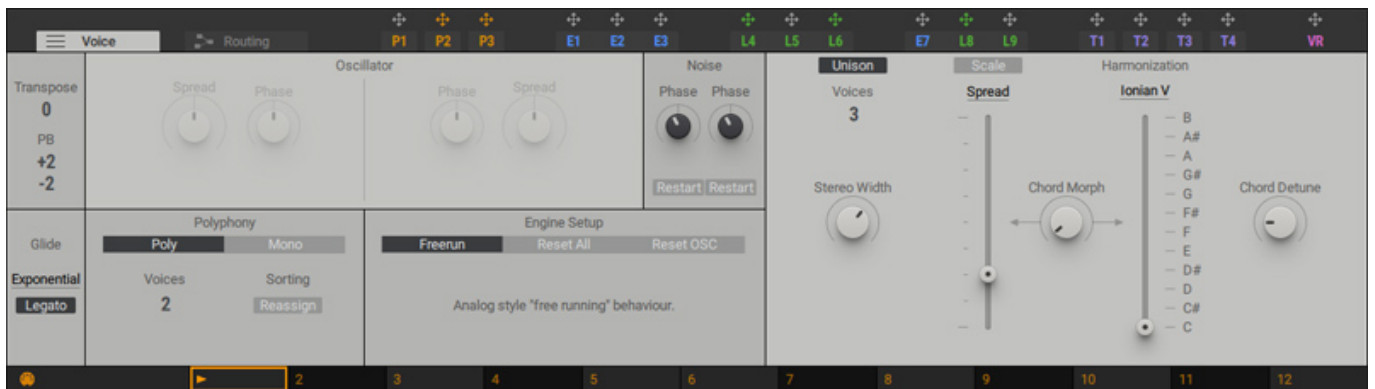 Voice Routing P1 P2 P3 E1 E2 E3 L4 L5 L6 E7 L8 L9 T1 T2 T3 T4 VR
Oscillator Noise Unison Scale Harmonization
Transpose
0
PB
+2
-2
Spread Phase Phase Spread
Phase Phase
Restart Restart
Voices
3
Stereo Width
Spread
Chord Morph
Ionian V
B
A#
A
G#
G
F#
F
E
D#
D
C#
C
Chord Detune
Glide
Exponential
Legato
Polyphony
Poly Mono
Voices Sorting
2 Reassign
Engine Setup
Freerun Reset All Reset OSC
Analog style "free running" behaviour.
2 3 4 5 6 7 8 9 10 11 12